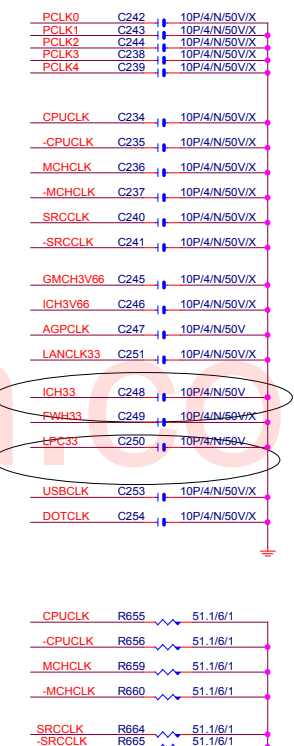 PCLK0 C242 10P/4/N/50V/X
PCLK1 C243 10P/4/N/50V/X
PCLK2 C244 10P/4/N/50V/X
PCLK3 C238 10P/4/N/50V/X
PCLK4 C239 10P/4/N/50V/X
CPUCLK C234 10P/4/N/50V/X
-CPUCLK C235 10P/4/N/50V/X
MCHCLK C236 10P/4/N/50V/X
-MCHCLK C237 10P/4/N/50V/X
SRCCLK C240 10P/4/N/50V/X
-SRCCLK C241 10P/4/N/50V/X
GMCH3V66 C245 10P/4/N/50V/X
ICH3V66 C246 10P/4/N/50V/X
AGPCLK C247 10P/4/N/50V
LANCLK33 C251 10P/4/N/50V/X
ICH33 C248 10P/4/N/50V
FWH33 C249 10P/4/N/50V/X
LPC33 C250 10P/4/N/50V
n.co
USBCLK C253 10P/4/N/50V/X
DOTCLK C254 10P/4/N/50V/X
CPUCLK R655 51.1/6/1
-CPUCLK R656 51.1/6/1
MCHCLK R659 51.1/6/1
-MCHCLK R660 51.1/6/1
SRCCLK R664 51.1/6/1
-SRCCLK R665 51.1/6/1